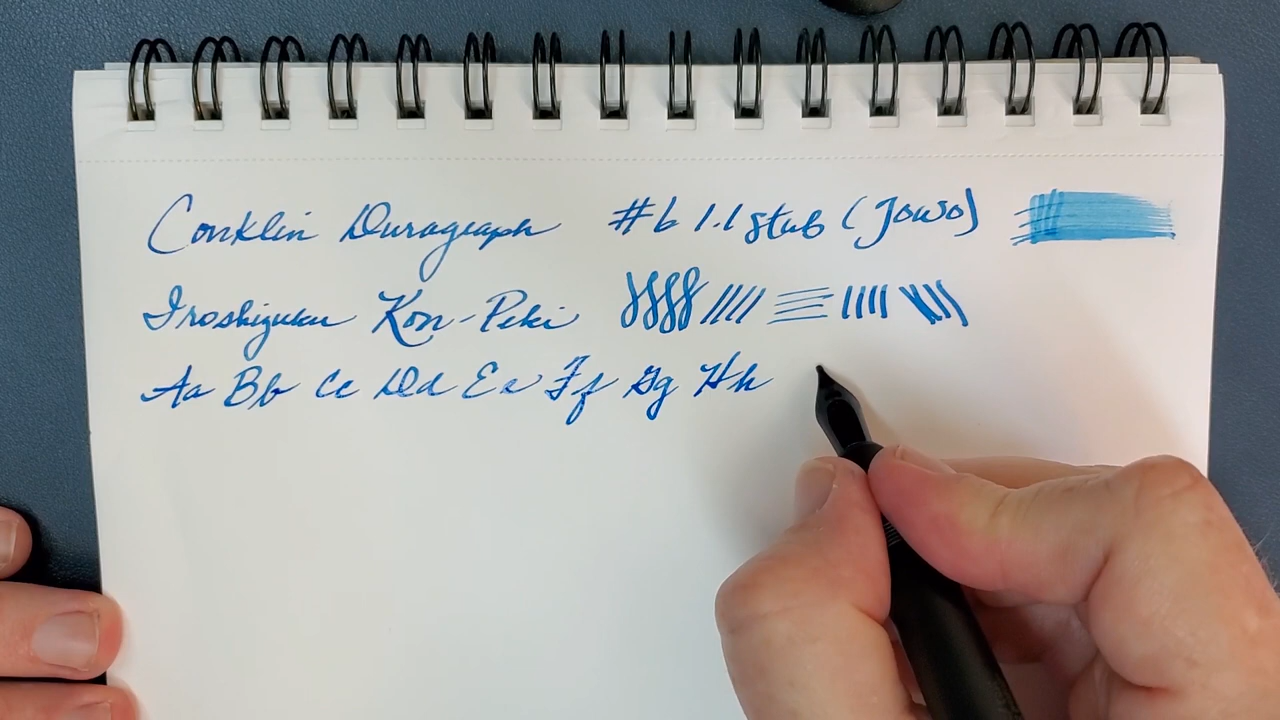 Conklin Duragraph #6 1.1 stub (Jowo)
Iroshizuku Kon-Peki
Aa Bb Cc Dd Ee Ff Gg Hh